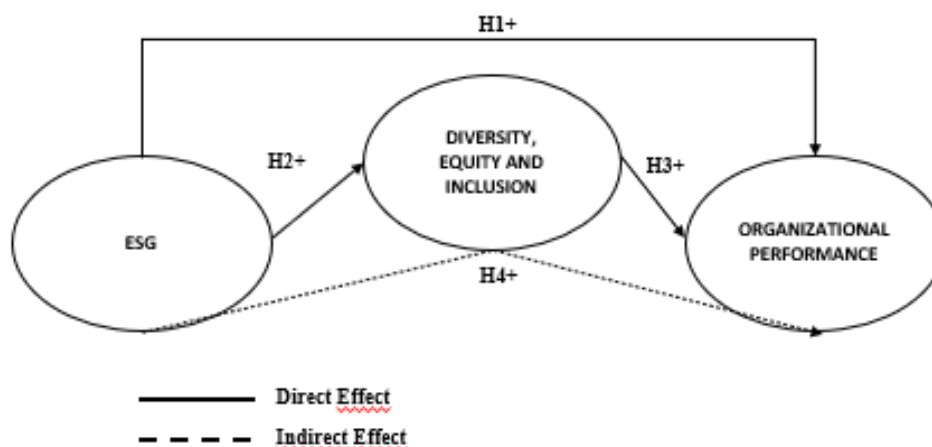 H1+
DIVERSITY,
EQUITY AND
INCLUSION
H2+
H3+
ESG
ORGANIZATIONAL
PERFORMANCE
H4+
Direct Effect
Indirect Effect